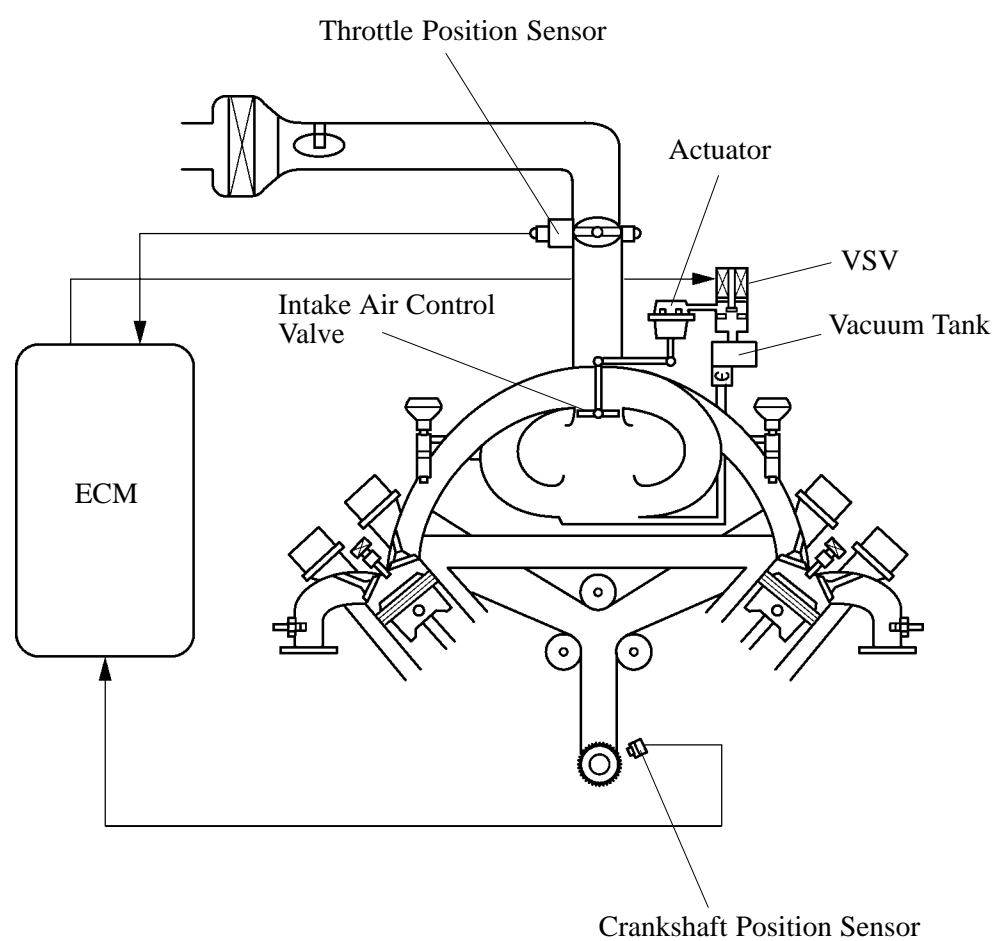 Throttle Position Sensor
Actuator
VSV
Intake Air Control
Valve
Vacuum Tank
ECM
Crankshaft Position Sensor